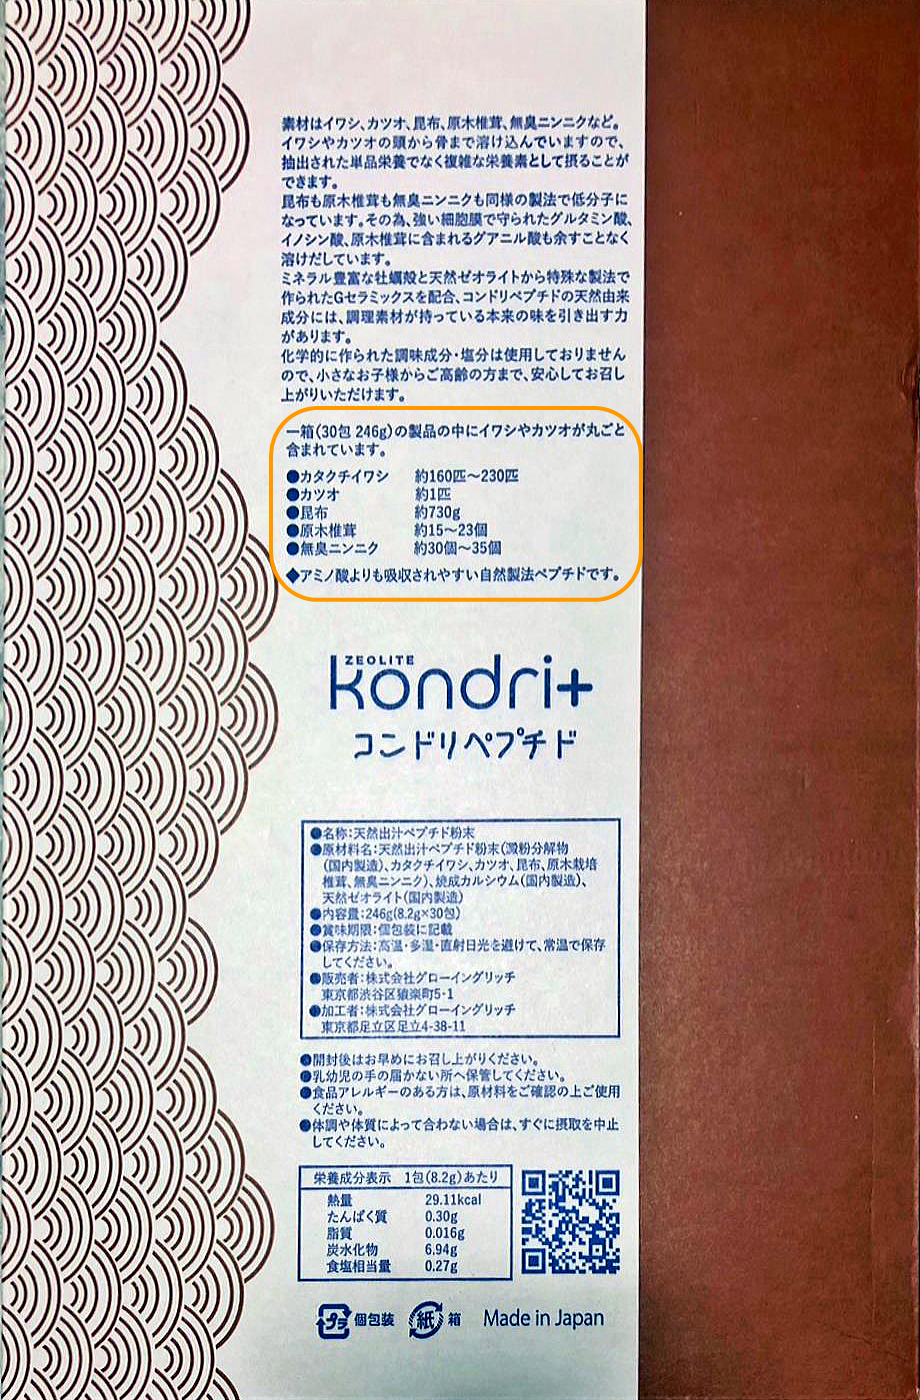 素材はイワシ、カツオ、昆布、原木椎茸、無臭ニンニクなど。
イワシやカツオの頭から骨まで溶け込んでいますので、
抽出された単品栄養でなく複雑な栄養素として摂ることが
できます。
昆布も原木椎茸も無臭ニンニクも同様の製法で低分子に
なっています。その為、強い細胞膜で守られたグルタミン酸、
イノシン酸、原木椎茸に含まれるグアニル酸も余すことなく
溶けだしています。
ミネラル豊富な牡蠣殻と天然ゼオライトから特殊な製法で
作られたGセラミックスを配合、コンドリペプチドの天然由来
成分には、調理素材が持っている本来の味を引き出す力
があります。
化学的に作られた調味成分・塩分は使用しておりません
ので、小さなお子様からご高齢の方まで、安心してお召し
上がりいただけます。
一箱(30包 246g)の製品の中にイワシやカツオが丸ごと
含まれています。
●カタクチイワシ 約160匹〜230匹
●カツオ 約1匹
●昆布 約730g
●原木椎茸 約15〜23個
●無臭ニンニク 約30個〜35個
◆アミノ酸よりも吸収されやすい自然製法ペプチドです。
ZEOLITE
kondri+
コンドリペプチド
●名称:天然出汁ペプチド粉末
●原材料名:天然出汁ペプチド粉末(澱粉分解物
(国内製造)、カタクチイワシ、カツオ、昆布、原木栽培
椎茸、無臭ニンニク)、焼成カルシウム(国内製造)、
天然ゼオライト(国内製造)
●内容量:246g(8.2g×30包)
●賞味期限:個包装に記載
●保存方法:高温・多湿・直射日光を避けて、常温で保存
してください。
●販売者:株式会社グローイングリッチ
東京都渋谷区猿楽町5-1
●加工者:株式会社グローイングリッチ
東京都足立区足立4-38-11
●開封後はお早めにお召し上がりください。
●乳幼児の手の届かない所へ保管してください。
●食品アレルギーのある方は、原材料をご確認の上ご使用
ください。
●体調や体質によって合わない場合は、すぐに摂取を中止
してください。
栄養成分表示 1包(8.2g)あたり
熱量 29.11kcal
たんぱく質 0.30g
脂質 0.016g
炭水化物 6.94g
食塩相当量 0.27g
プラ 個包装 紙 箱 Made in Japan